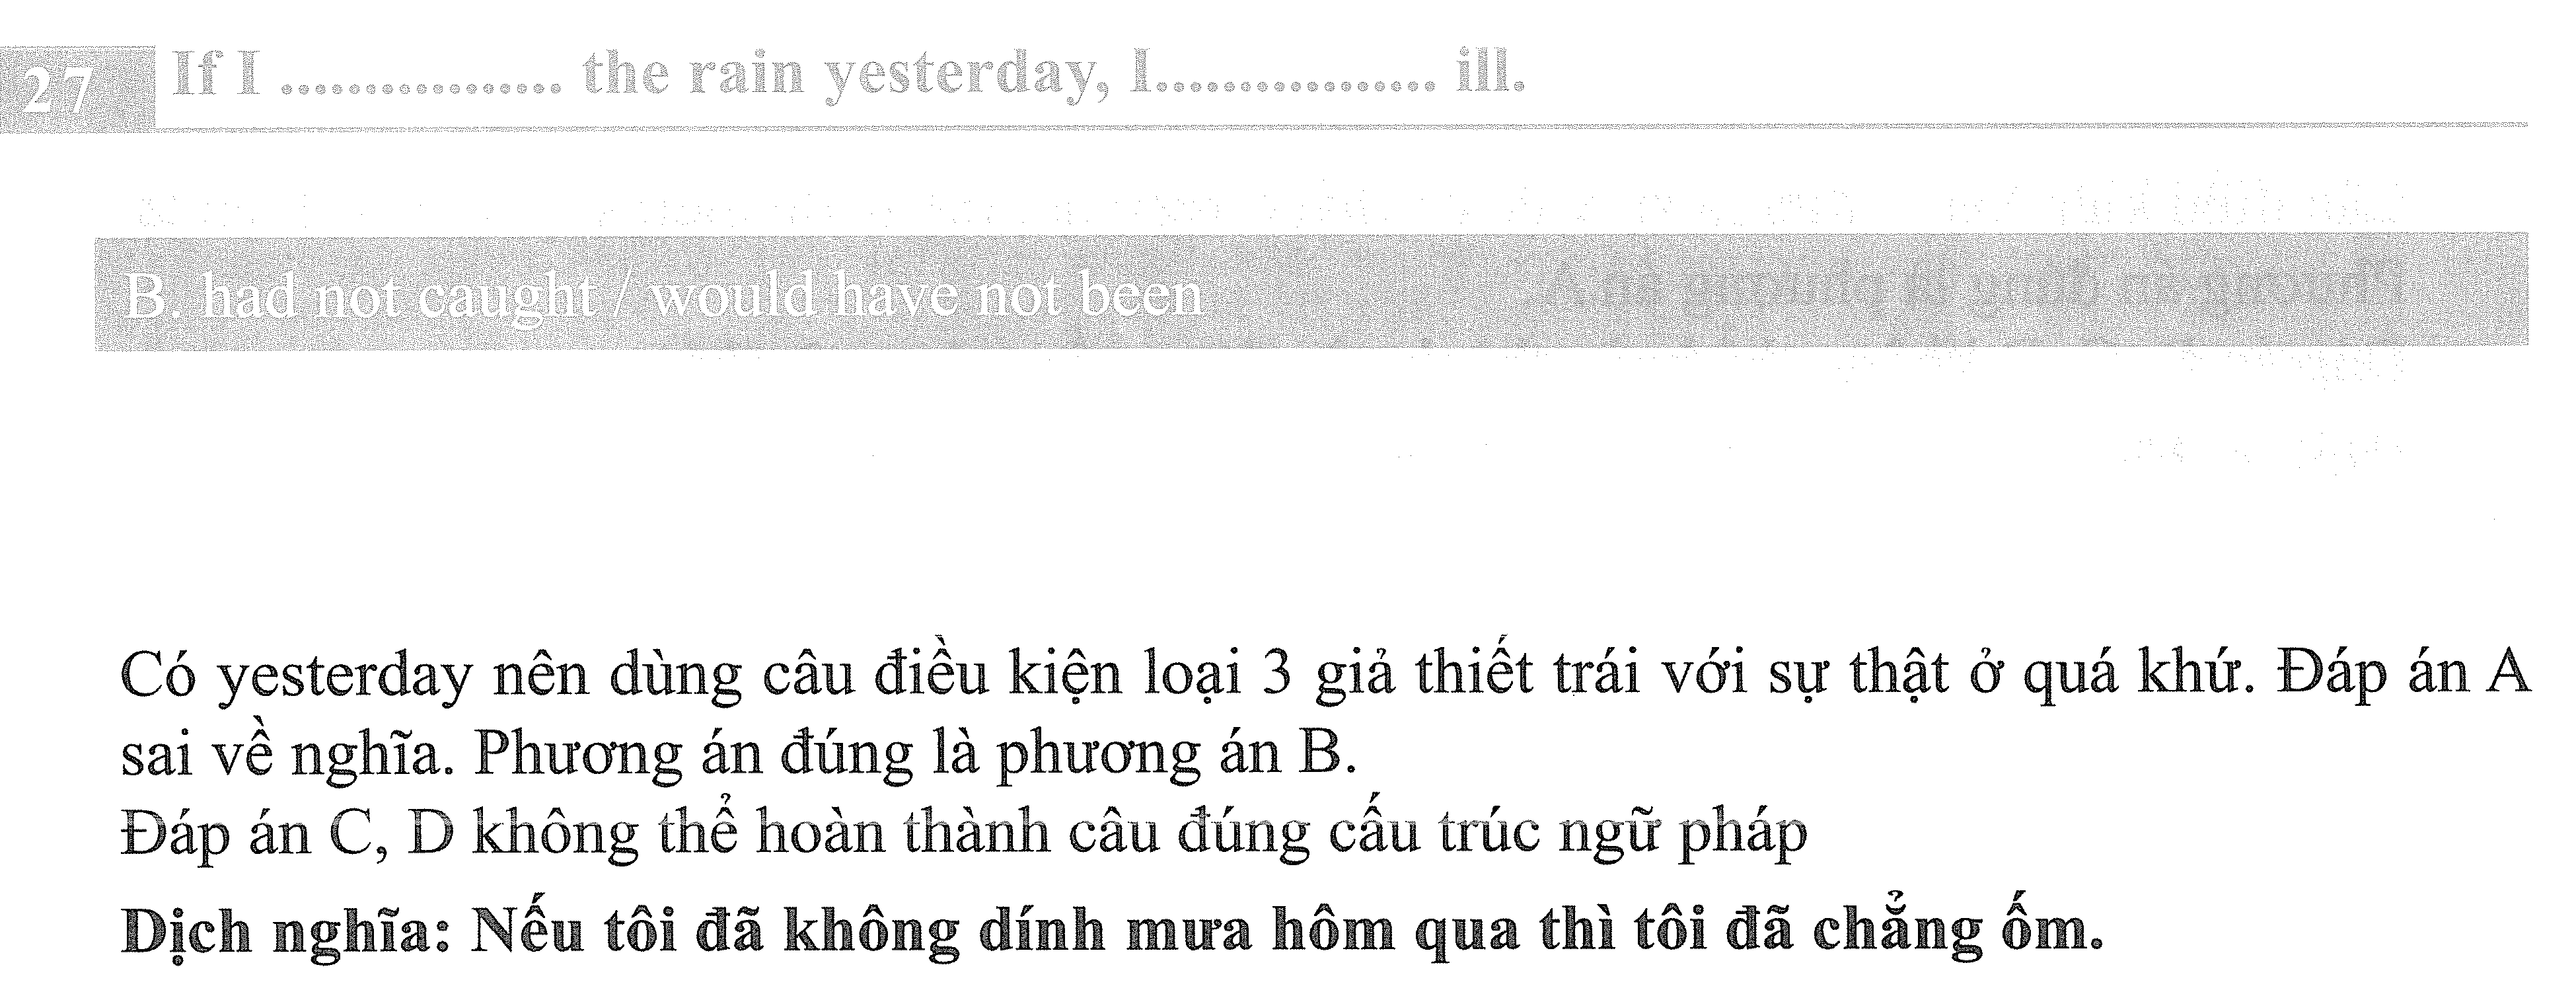 27 If I ................. the rain yesterday, I................. ill.
B. had not caught / would have not been
Có yesterday nên dùng câu điều kiện loại 3 giả thiết trái với sự thật ở quá khứ. Đáp án A
sai về nghĩa. Phương án đúng là phương án B.
Đáp án C, D không thể hoàn thành câu đúng cấu trúc ngữ pháp
Dịch nghĩa: Nếu tôi đã không dính mưa hôm qua thì tôi đã chẳng ốm.